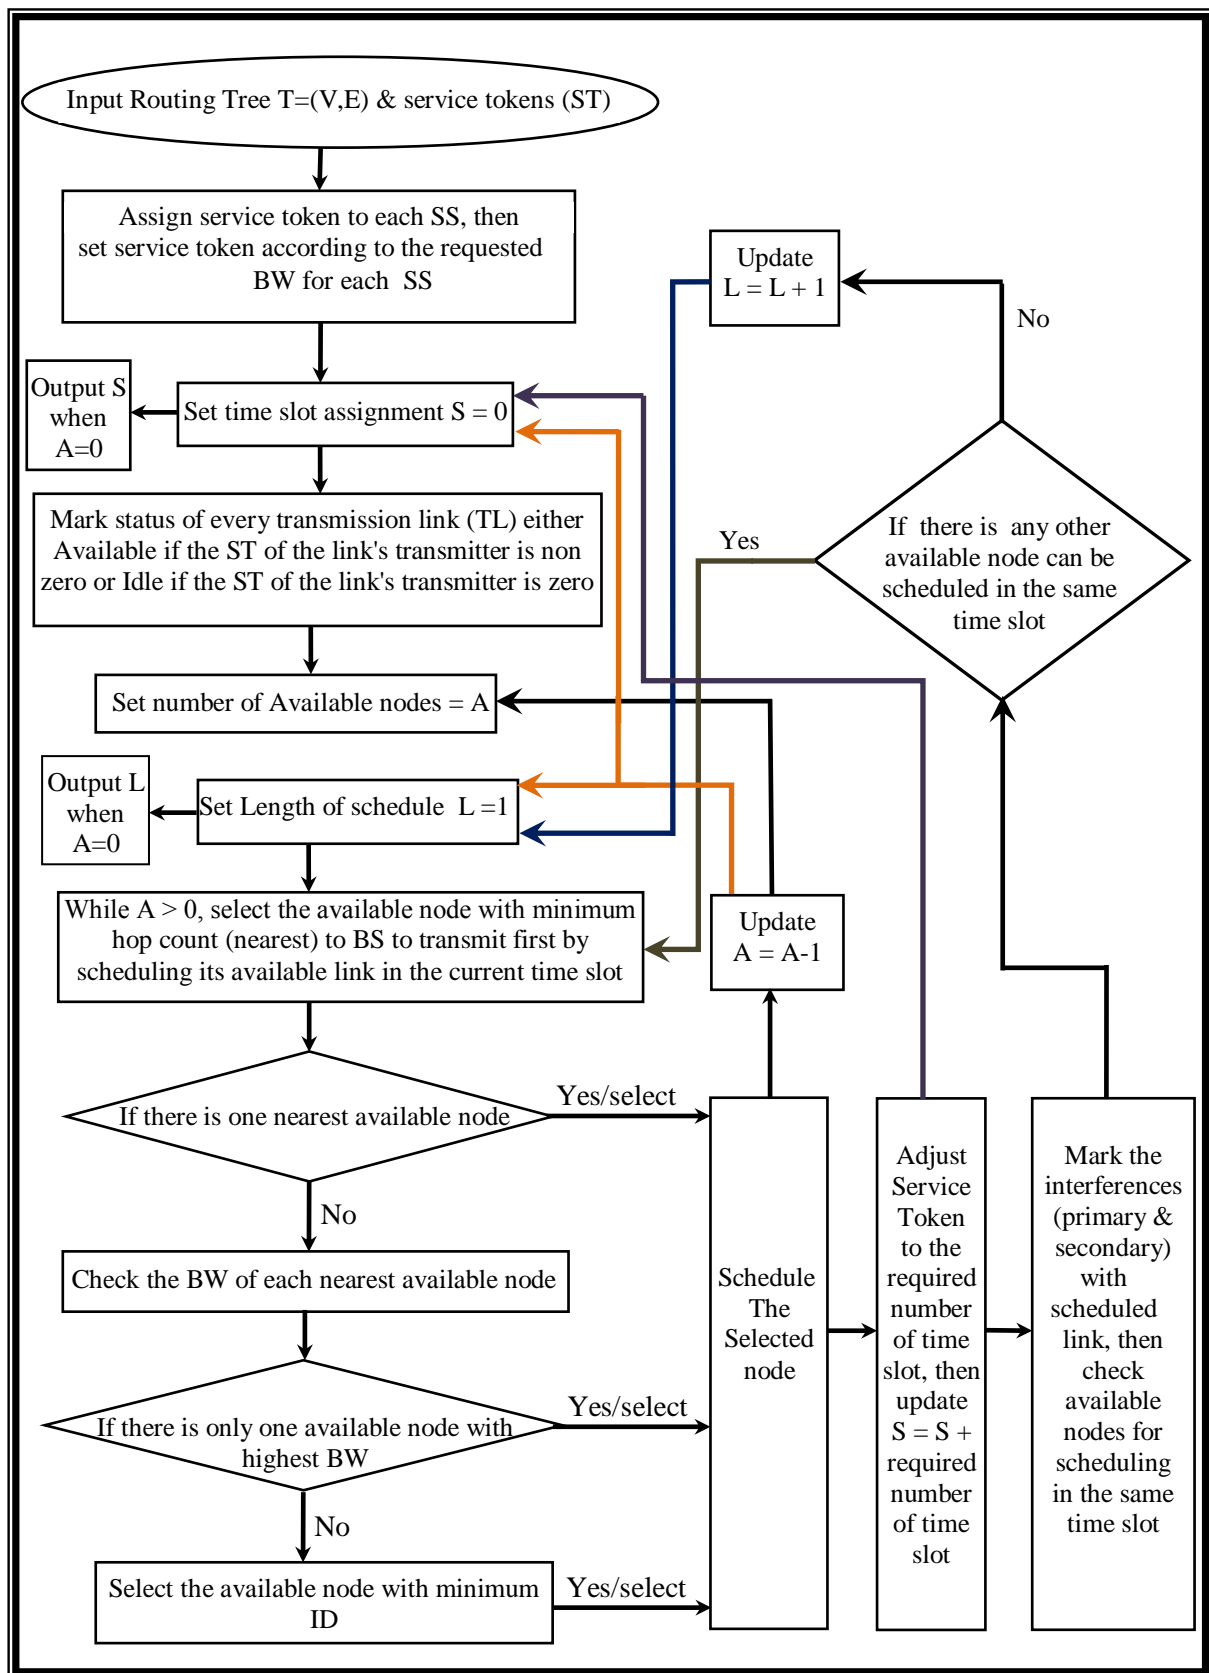 Input Routing Tree T=(V,E) & service tokens (ST)
Assign service token to each SS, then
set service token according to the requested
BW for each SS
Update
L = L + 1
No
Output S
when
A=0
Set time slot assignment S = 0
Mark status of every transmission link (TL) either
Available if the ST of the link's transmitter is non
zero or Idle if the ST of the link's transmitter is zero
Yes
If there is any other
available node can be
scheduled in the same
time slot
Set number of Available nodes = A
Output L
when
A=0
Set Length of schedule L =1
While A > 0, select the available node with minimum
hop count (nearest) to BS to transmit first by
scheduling its available link in the current time slot
Update
A = A-1
If there is one nearest available node
Yes/select
No
Check the BW of each nearest available node
If there is only one available node with
highest BW
Yes/select
No
Select the available node with minimum
ID
Yes/select
Schedule
The
Selected
node
Adjust
Service
Token
to the
required
number
of time
slot, then
update
S = S +
required
number
of time
slot
Mark the
interferences
(primary &
secondary)
with
scheduled
link, then
check
available
nodes for
scheduling
in the same
time slot